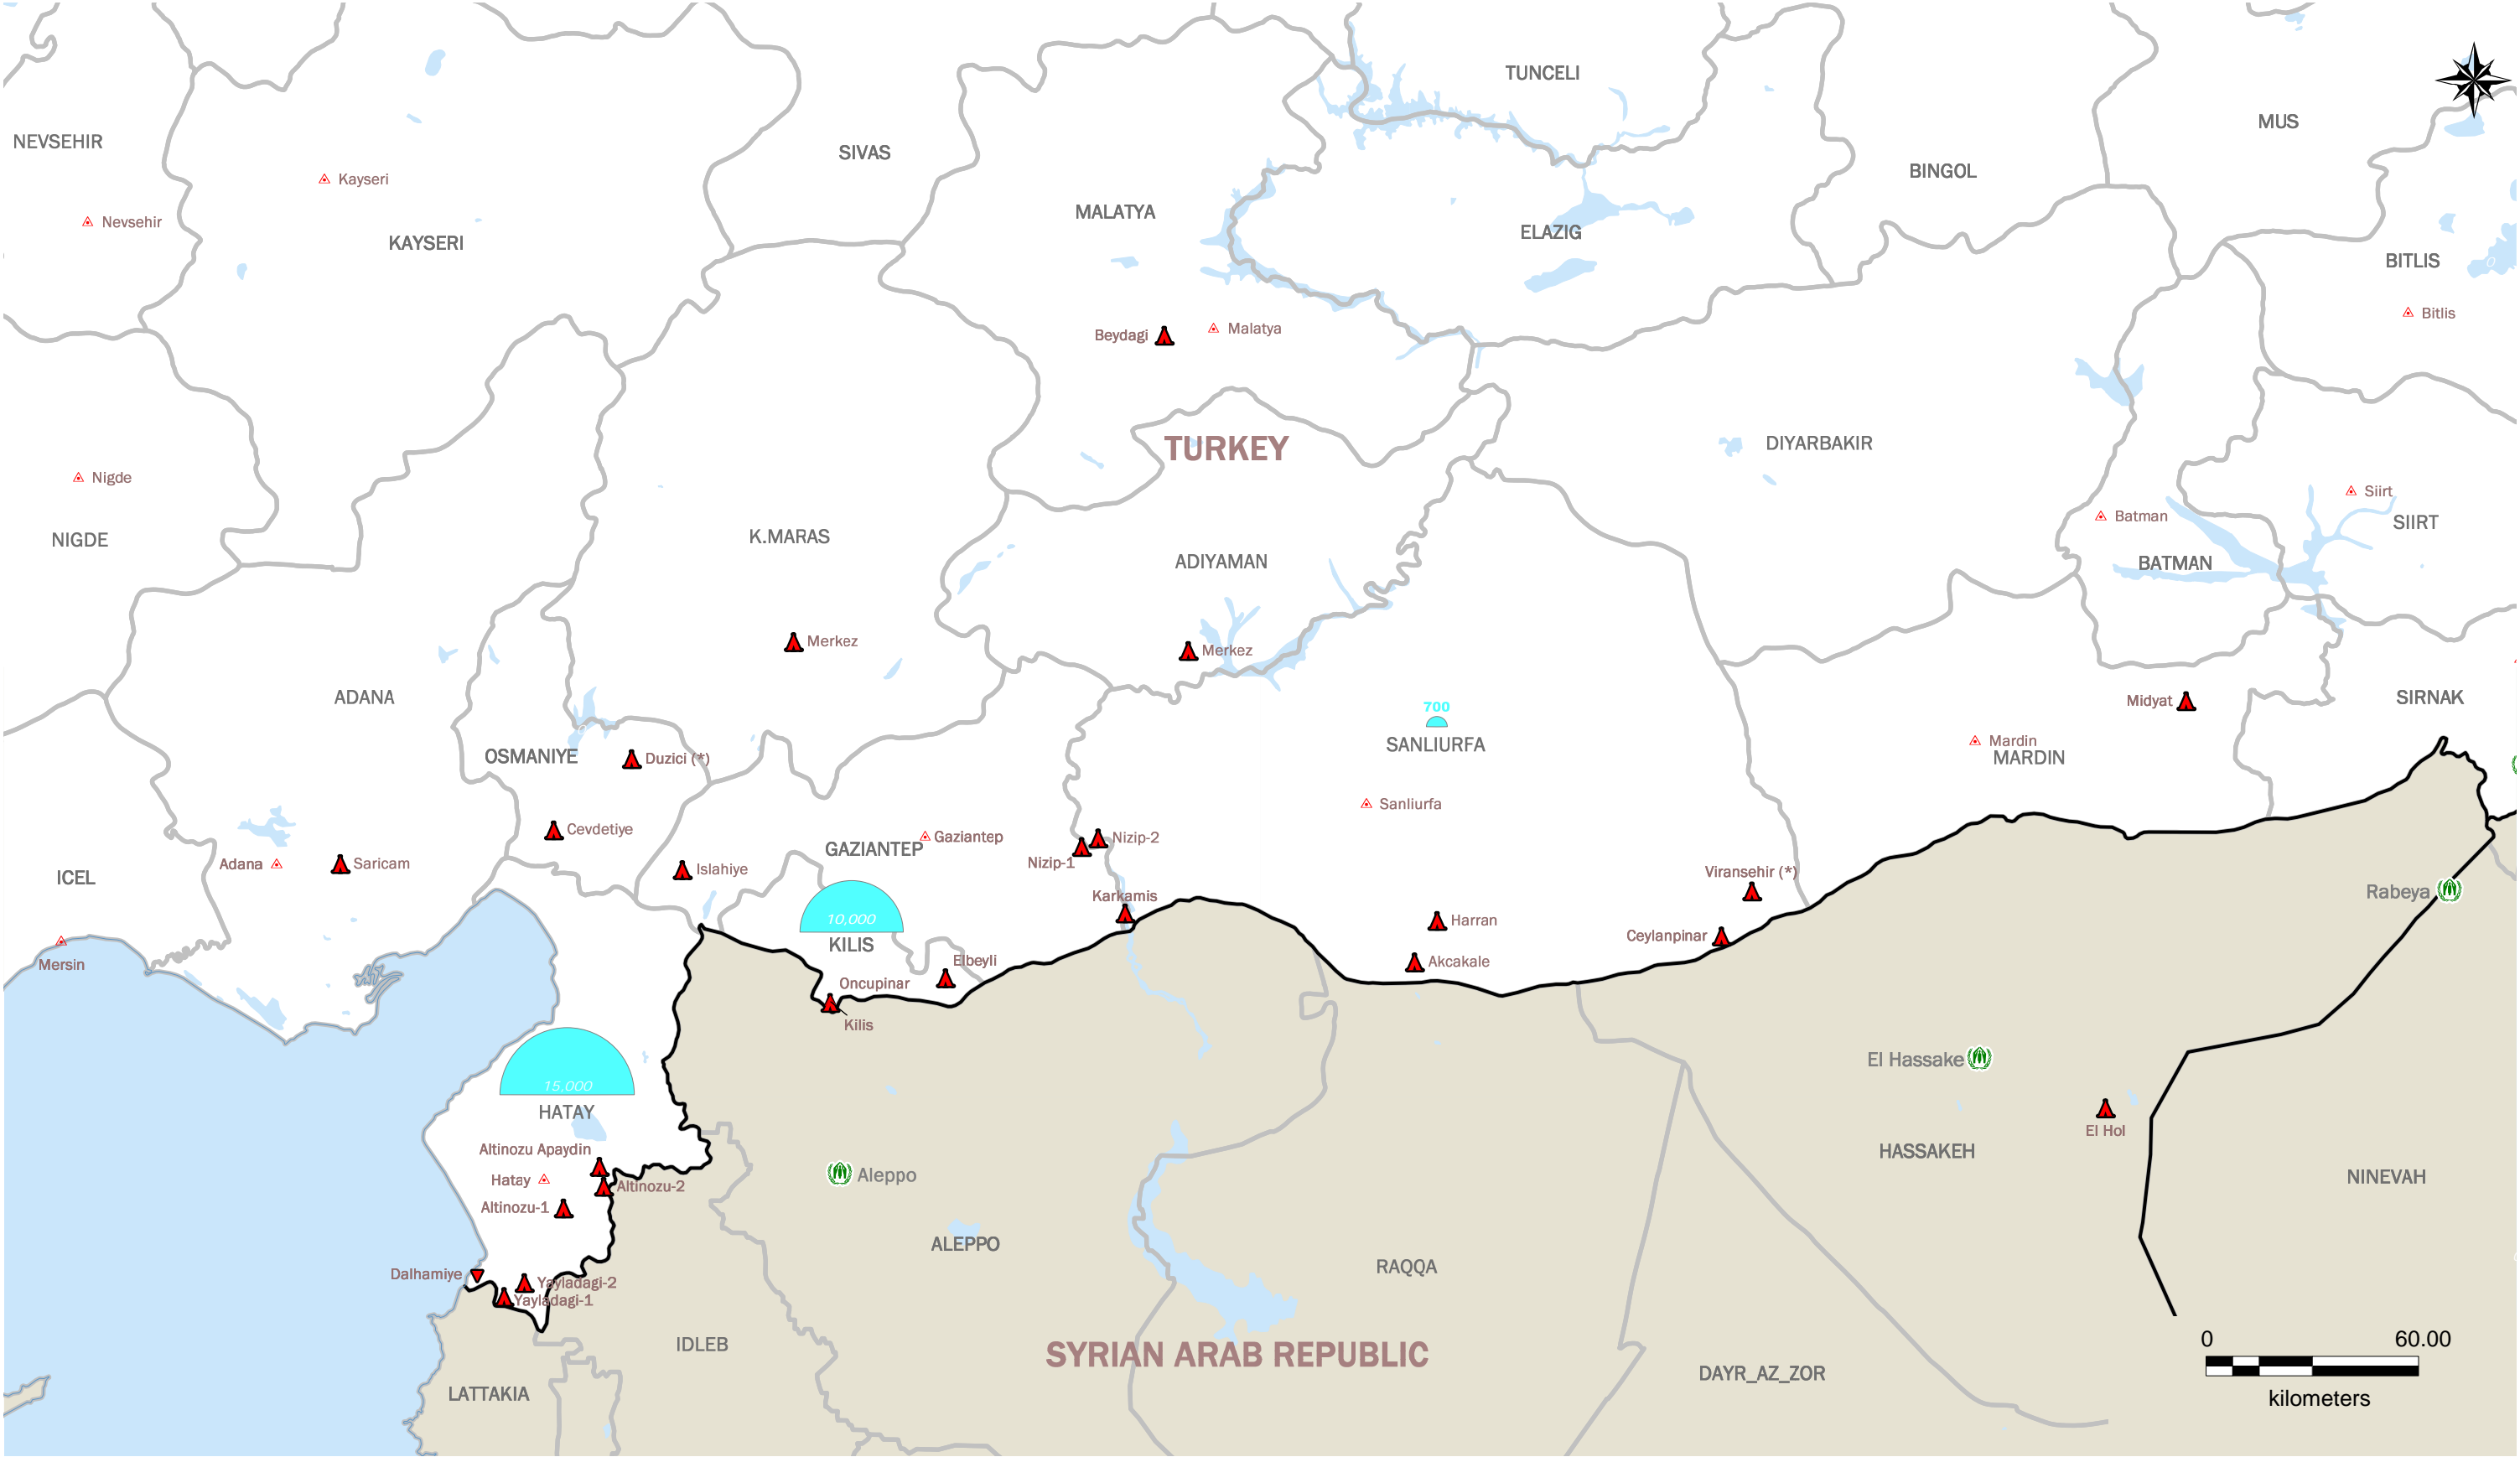 TUNCELI
MUS
NEVSEHIR
SIVAS
BINGOL
Kayseri
MALATYA
Nevsehir
ELAZIG
KAYSERI
BITLIS
0
Bitlis
Beydagi
Malatya
TURKEY
DIYARBAKIR
Nigde
Siirt
Batman
SIIRT
NIGDE
K.MARAS
ADIYAMAN
BATMAN
Merkez
Merkez
ADANA
SIRNAK
Midyat
700
0
SANLIURFA
Mardin
MARDIN
OSMANIYE
Duzici (*)
Sanliurfa
Cevdetiye
Gaziantep
GAZIANTEP
Nizip-2
Nizip-1
Adana
Saricam
Islahiye
Viransehir (*)
ICEL
Rabeya
Karkamis
10,000
Harran
KILIS
Ceylanpinar
Mersin
Elbeyli
Akcakale
Oncupinar
Kilis
El Hassake
15,000
HATAY
El Hol
Altinozu Apaydin
HASSAKEH
Hatay
Aleppo
NINEVAH
Altinozu-2
Altinozu-1
ALEPPO
RAQQA
Dalhamiye
Yayladagi-2
Yayladagi-1
IDLEB
SYRIAN ARAB REPUBLIC
0 60.00
DAYR_AZ_ZOR
LATTAKIA
kilometers